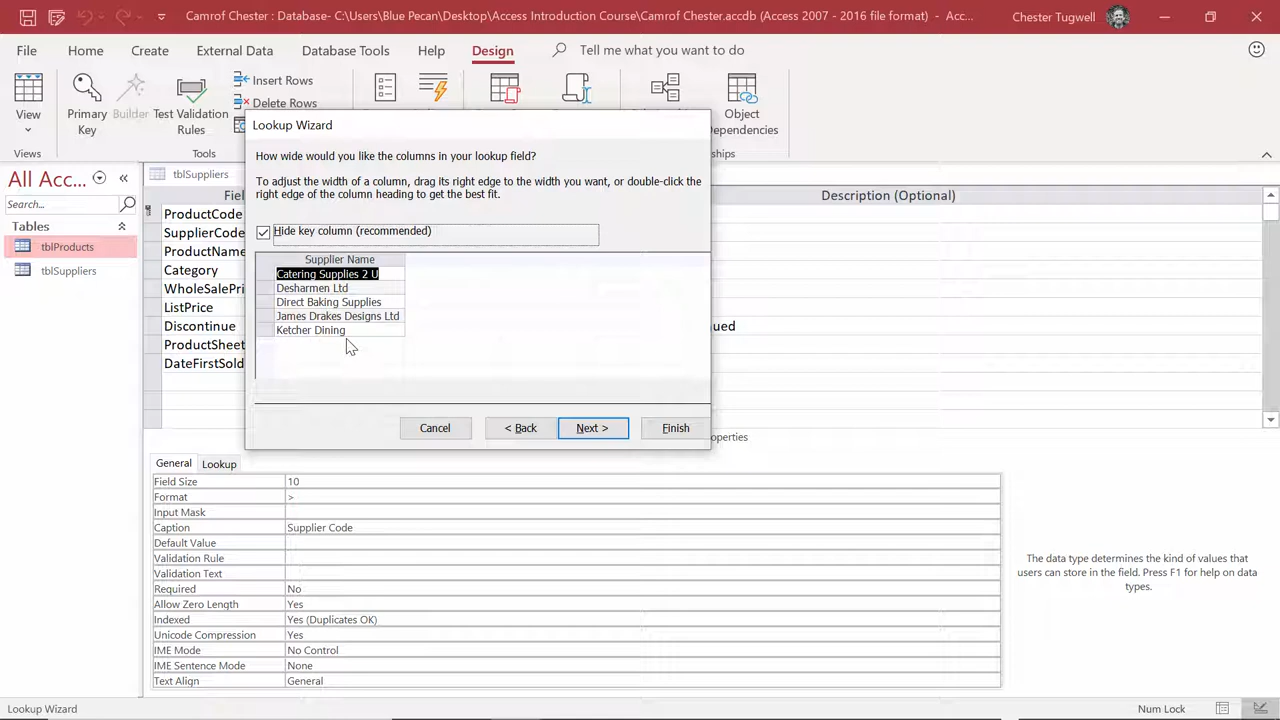 Camrof Chester : Database- C:\Users\Blue Pecan\Desktop\Access Introduction Course\Camrof Chester.accdb (Access 2007 - 2016 file format) - Acc...
Chester Tugwell
File Home Create External Data Database Tools Help Design Tell me what you want to do
View
Primary Key
Builder
Test Validation Rules
Insert Rows
Delete Rows
Object Dependencies
Views
Tools
ships
All Acc...
Search...
Tables
tblProducts
tblSuppliers
tblSuppliers
Fiel
Description (Optional)
ProductCode
SupplierCode
ProductName
Category
WholeSalePri
ListPrice
Discontinue
ued
ProductSheet
DateFirstSold
Lookup Wizard
How wide would you like the columns in your lookup field?
To adjust the width of a column, drag its right edge to the width you want, or double-click the
right edge of the column heading to get the best fit.
Hide key column (recommended)
Supplier Name
Catering Supplies 2 U
Desharmen Ltd
Direct Baking Supplies
James Drakes Designs Ltd
Ketcher Dining
Cancel < Back Next > Finish
roperties
General Lookup
Field Size 10
Format >
Input Mask
Caption Supplier Code
Default Value
Validation Rule
Validation Text
Required No
Allow Zero Length Yes
Indexed Yes (Duplicates OK)
Unicode Compression Yes
IME Mode No Control
IME Sentence Mode None
Text Align General
The data type determines the kind of values that
users can store in the field. Press F1 for help on data
types.
Lookup Wizard
Num Lock